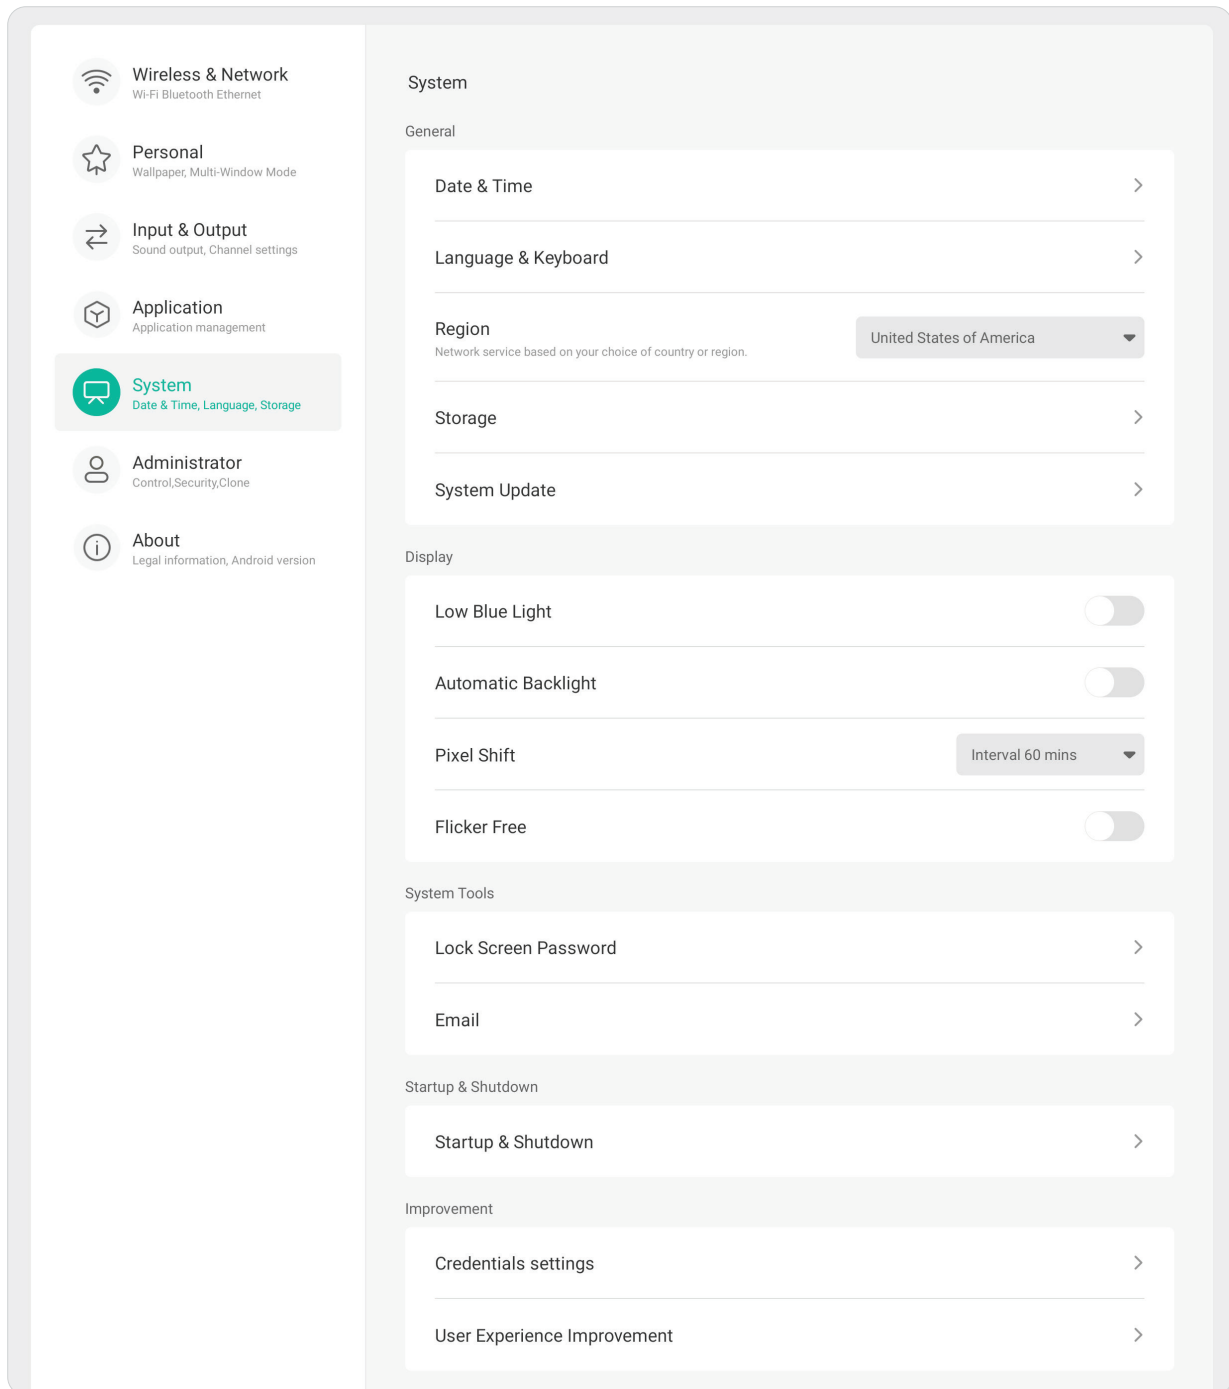 Wireless & Network
Wi-Fi Bluetooth Ethernet
Personal
Wallpaper, Multi-Window Mode
Input & Output
Sound output, Channel settings
Application
Application management
System
Date & Time, Language, Storage
Administrator
Control,Security,Clone
About
Legal information, Android version
System
General
Date & Time
Language & Keyboard
Region
Network service based on your choice of country or region.
United States of America
Storage
System Update
Display
Low Blue Light
Automatic Backlight
Pixel Shift
Interval 60 mins
Flicker Free
System Tools
Lock Screen Password
Email
Startup & Shutdown
Startup & Shutdown
Improvement
Credentials settings
User Experience Improvement